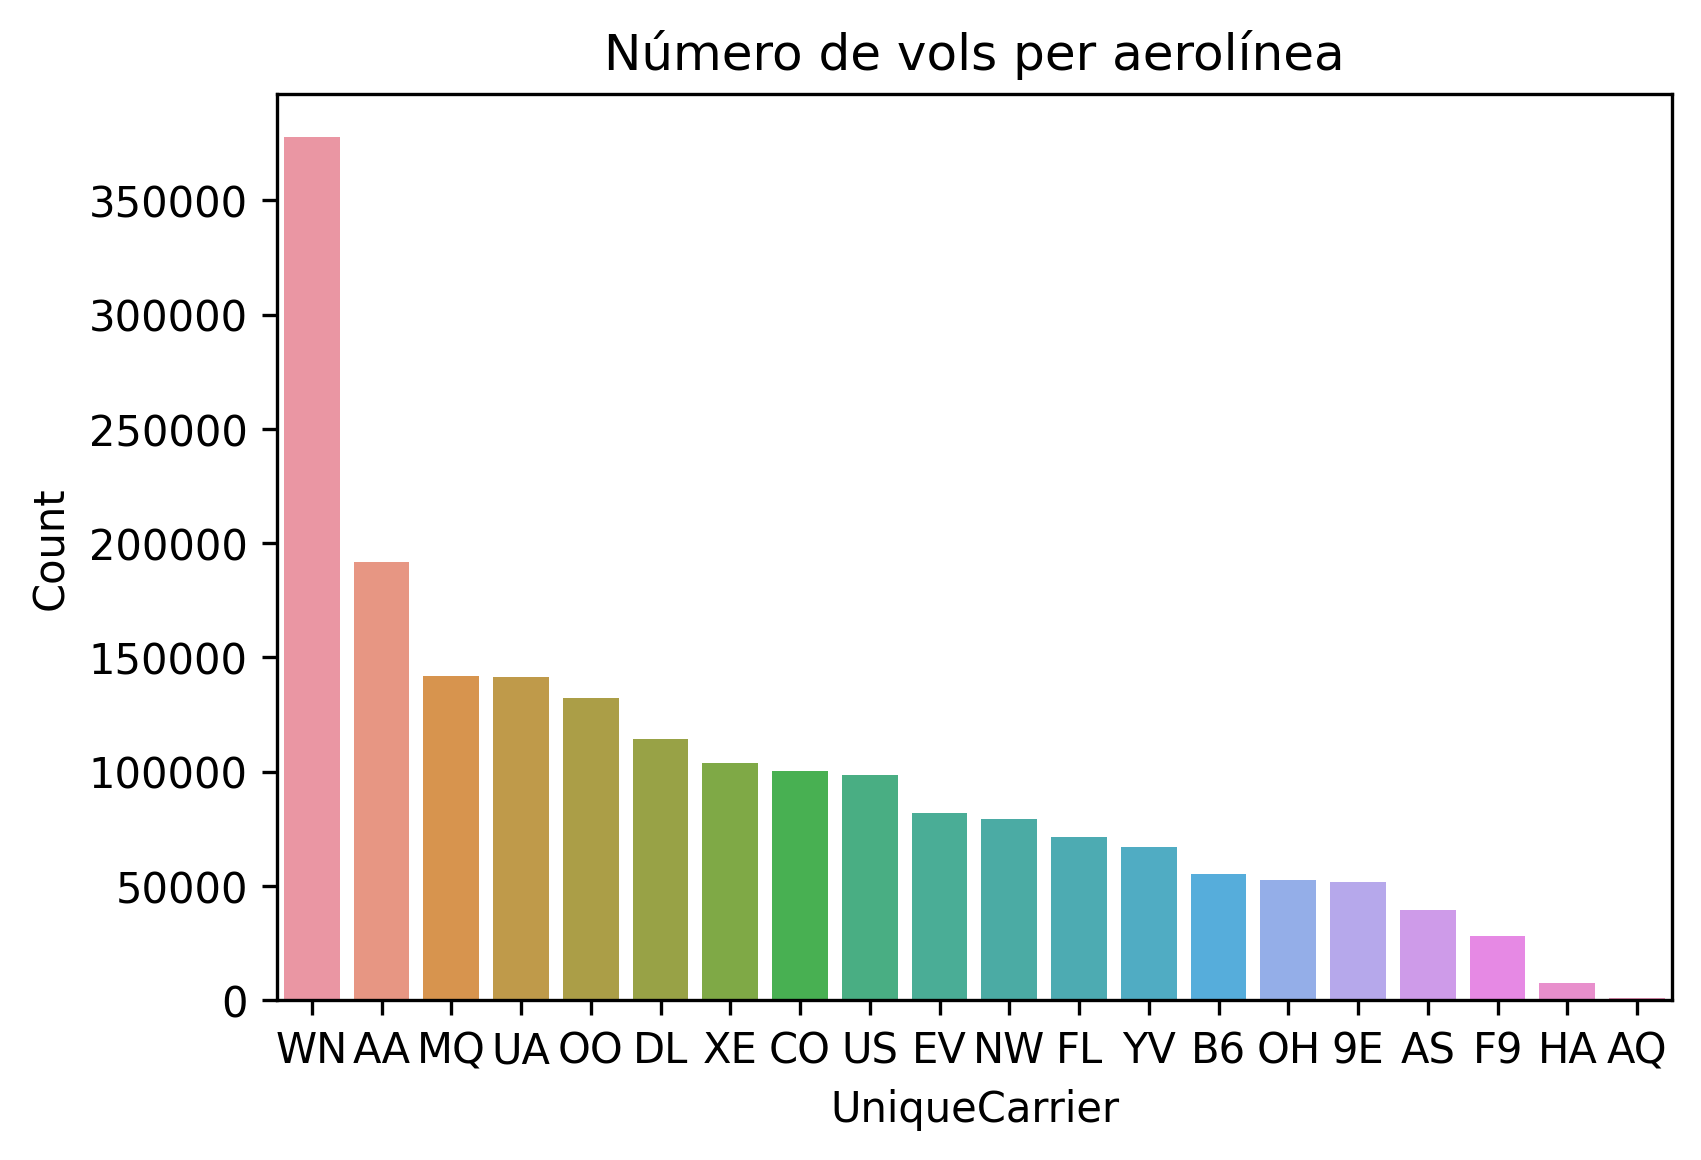 Número de vols per aerolínea
Count
350000
300000
250000
200000
150000
100000
50000
0
WN AA MQ UA OO DL XE CO US EV NW FL YV B6 OH 9E AS F9 HA AQ
UniqueCarrier